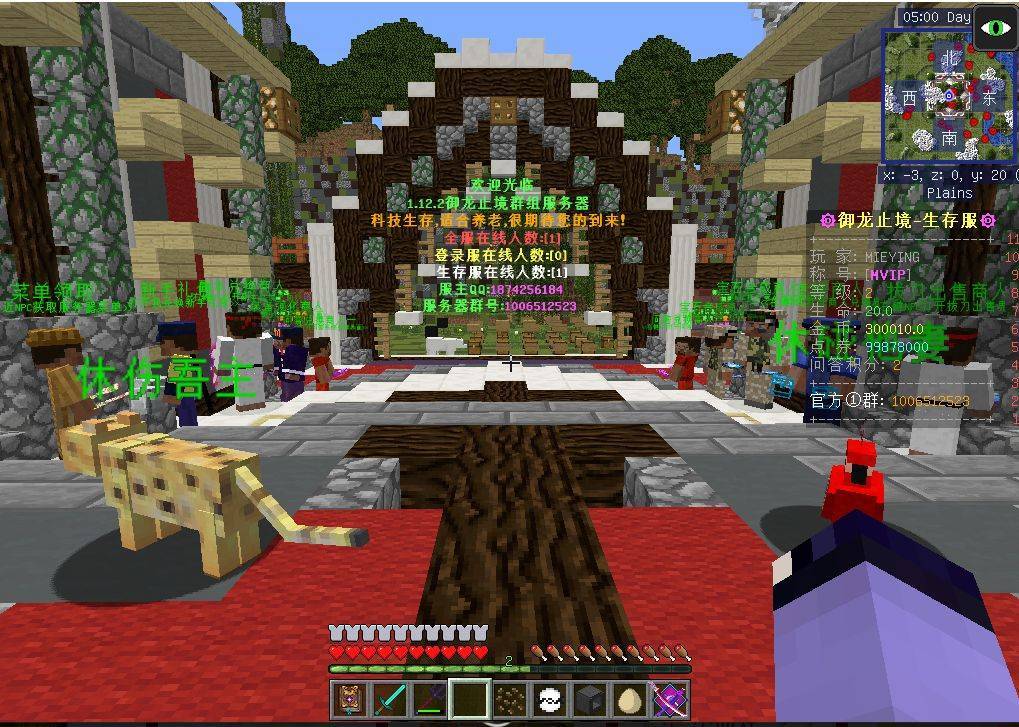 05:00 Day
北
西
东
南
x: -3, z: 0, y: 20
Plains
御龙止境-生存服
玩 家: MIEYING
称 号: [MVIP]
等 级: 2
生 命: 20.0
金 币: 300010.0
点 券: 99878000
问答积分: 2
官方①群: 1006512523
欢迎光临
1.12.2御龙止境群组服务器
科技生存,适合养老,很期待您的到来!
全服在线人数:[1]
登录服在线人数:[0]
生存服在线人数:[1]
服主QQ:1874256184
服务器群号:1006512523
菜单领取
休伤吾主
2